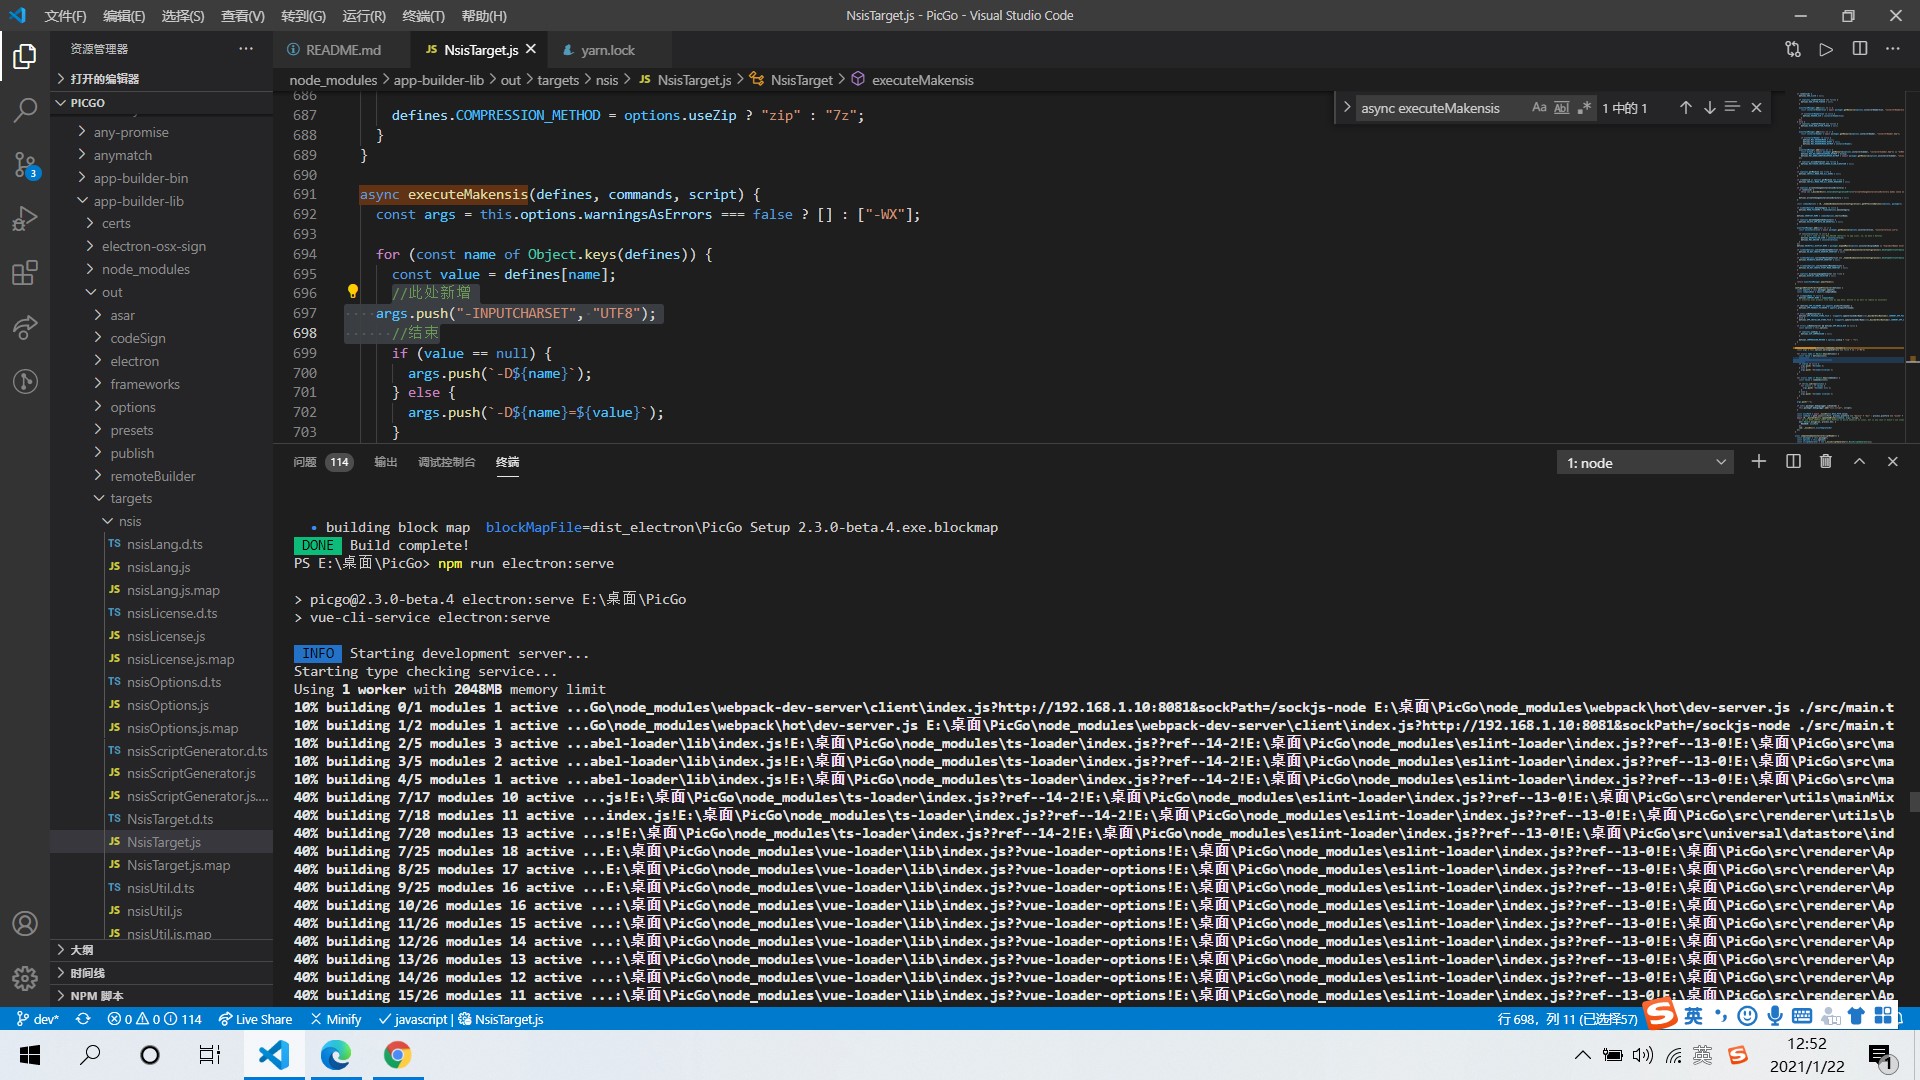 文件(F) 编辑(E) 选择(S) 查看(V) 转到(G) 运行(R) 终端(T) 帮助(H)
NsisTarget.js - PicGo - Visual Studio Code
资源管理器
README.md
JS NsisTarget.js
yarn.lock
打开的编辑器
PICGO
any-promise
anymatch
app-builder-bin
app-builder-lib
certs
electron-osx-sign
node_modules
out
asar
codeSign
electron
frameworks
options
presets
publish
remoteBuilder
targets
nsis
TS nsisLang.d.ts
JS nsisLang.js
JS nsisLang.js.map
TS nsisLicense.d.ts
JS nsisLicense.js
JS nsisLicense.js.map
TS nsisOptions.d.ts
JS nsisOptions.js
JS nsisOptions.js.map
TS nsisScriptGenerator.d.ts
JS nsisScriptGenerator.js
JS nsisScriptGenerator.js....
TS NsisTarget.d.ts
JS NsisTarget.js
JS NsisTarget.js.map
TS nsisUtil.d.ts
JS nsisUtil.js
JS nsisUtil.js.map
大纲
时间线
NPM 脚本
3
node_modules > app-builder-lib > out > targets > nsis > JS NsisTarget.js > NsisTarget > executeMakensis
async executeMakensis Aa Abl .* 1 中的 1
686
687 defines.COMPRESSION_METHOD = options.useZip ? "zip" : "7z";
688 }
689 }
690
691 async executeMakensis(defines, commands, script) {
692 const args = this.options.warningsAsErrors === false ? [] : ["-WX"];
693
694 for (const name of Object.keys(defines)) {
695 const value = defines[name];
696 //此处新增
697 args.push("-INPUTCHARSET", "UTF8");
698 //结束
699 if (value == null) {
700 args.push(`-D${name}`);
701 } else {
702 args.push(`-D${name}=${value}`);
703 }
问题 114 输出 调试控制台 终端
1: node
• building block map blockMapFile=dist_electron\PicGo Setup 2.3.0-beta.4.exe.blockmap
DONE Build complete!
PS E:\桌面\PicGo> npm run electron:serve
> picgo@2.3.0-beta.4 electron:serve E:\桌面\PicGo
> vue-cli-service electron:serve
INFO Starting development server...
Starting type checking service...
Using 1 worker with 2048MB memory limit
10% building 0/1 modules 1 active ...Go\node_modules\webpack-dev-server\client\index.js?http://192.168.1.10:8081&sockPath=/sockjs-node E:\桌面\PicGo\node_modules\webpack\hot\dev-server.js ./src/main.t
10% building 1/2 modules 1 active ...Go\node_modules\webpack\hot\dev-server.js E:\桌面\PicGo\node_modules\webpack-dev-server\client\index.js?http://192.168.1.10:8081&sockPath=/sockjs-node ./src/main.t
10% building 2/5 modules 3 active ...abel-loader\lib\index.js!E:\桌面\PicGo\node_modules\ts-loader\index.js??ref--14-2!E:\桌面\PicGo\node_modules\eslint-loader\index.js??ref--13-0!E:\桌面\PicGo\src\ma
10% building 3/5 modules 2 active ...abel-loader\lib\index.js!E:\桌面\PicGo\node_modules\ts-loader\index.js??ref--14-2!E:\桌面\PicGo\node_modules\eslint-loader\index.js??ref--13-0!E:\桌面\PicGo\src\ma
10% building 4/5 modules 1 active ...abel-loader\lib\index.js!E:\桌面\PicGo\node_modules\ts-loader\index.js??ref--14-2!E:\桌面\PicGo\node_modules\eslint-loader\index.js??ref--13-0!E:\桌面\PicGo\src\ma
40% building 7/17 modules 10 active ...js!E:\桌面\PicGo\node_modules\ts-loader\index.js??ref--14-2!E:\桌面\PicGo\node_modules\eslint-loader\index.js??ref--13-0!E:\桌面\PicGo\src\renderer\utils\mainMix
40% building 7/18 modules 11 active ...index.js!E:\桌面\PicGo\node_modules\ts-loader\index.js??ref--14-2!E:\桌面\PicGo\node_modules\eslint-loader\index.js??ref--13-0!E:\桌面\PicGo\src\renderer\utils\b
40% building 7/20 modules 13 active ...s!E:\桌面\PicGo\node_modules\ts-loader\index.js??ref--14-2!E:\桌面\PicGo\node_modules\eslint-loader\index.js??ref--13-0!E:\桌面\PicGo\src\universal\datastore\ind
40% building 7/25 modules 18 active ...E:\桌面\PicGo\node_modules\vue-loader\lib\index.js??vue-loader-options!E:\桌面\PicGo\node_modules\eslint-loader\index.js??ref--13-0!E:\桌面\PicGo\src\renderer\Ap
40% building 8/25 modules 17 active ...E:\桌面\PicGo\node_modules\vue-loader\lib\index.js??vue-loader-options!E:\桌面\PicGo\node_modules\eslint-loader\index.js??ref--13-0!E:\桌面\PicGo\src\renderer\Ap
40% building 9/25 modules 16 active ...E:\桌面\PicGo\node_modules\vue-loader\lib\index.js??vue-loader-options!E:\桌面\PicGo\node_modules\eslint-loader\index.js??ref--13-0!E:\桌面\PicGo\src\renderer\Ap
40% building 10/26 modules 16 active ...:\桌面\PicGo\node_modules\vue-loader\lib\index.js??vue-loader-options!E:\桌面\PicGo\node_modules\eslint-loader\index.js??ref--13-0!E:\桌面\PicGo\src\renderer\Ap
40% building 11/26 modules 15 active ...:\桌面\PicGo\node_modules\vue-loader\lib\index.js??vue-loader-options!E:\桌面\PicGo\node_modules\eslint-loader\index.js??ref--13-0!E:\桌面\PicGo\src\renderer\Ap
40% building 12/26 modules 14 active ...:\桌面\PicGo\node_modules\vue-loader\lib\index.js??vue-loader-options!E:\桌面\PicGo\node_modules\eslint-loader\index.js??ref--13-0!E:\桌面\PicGo\src\renderer\Ap
40% building 13/26 modules 13 active ...:\桌面\PicGo\node_modules\vue-loader\lib\index.js??vue-loader-options!E:\桌面\PicGo\node_modules\eslint-loader\index.js??ref--13-0!E:\桌面\PicGo\src\renderer\Ap
40% building 14/26 modules 12 active ...:\桌面\PicGo\node_modules\vue-loader\lib\index.js??vue-loader-options!E:\桌面\PicGo\node_modules\eslint-loader\index.js??ref--13-0!E:\桌面\PicGo\src\renderer\Ap
40% building 15/26 modules 11 active ...:\桌面\PicGo\node_modules\vue-loader\lib\index.js??vue-loader-options!E:\桌面\PicGo\node_modules\eslint-loader\index.js??ref--13-0!E:\桌面\PicGo\src\renderer\Ap
dev* 0 0 114 Live Share Minify javascript | NsisTarget.js
行 698，列 11 (已选择57)
英
英
12:52
2021/1/22
1